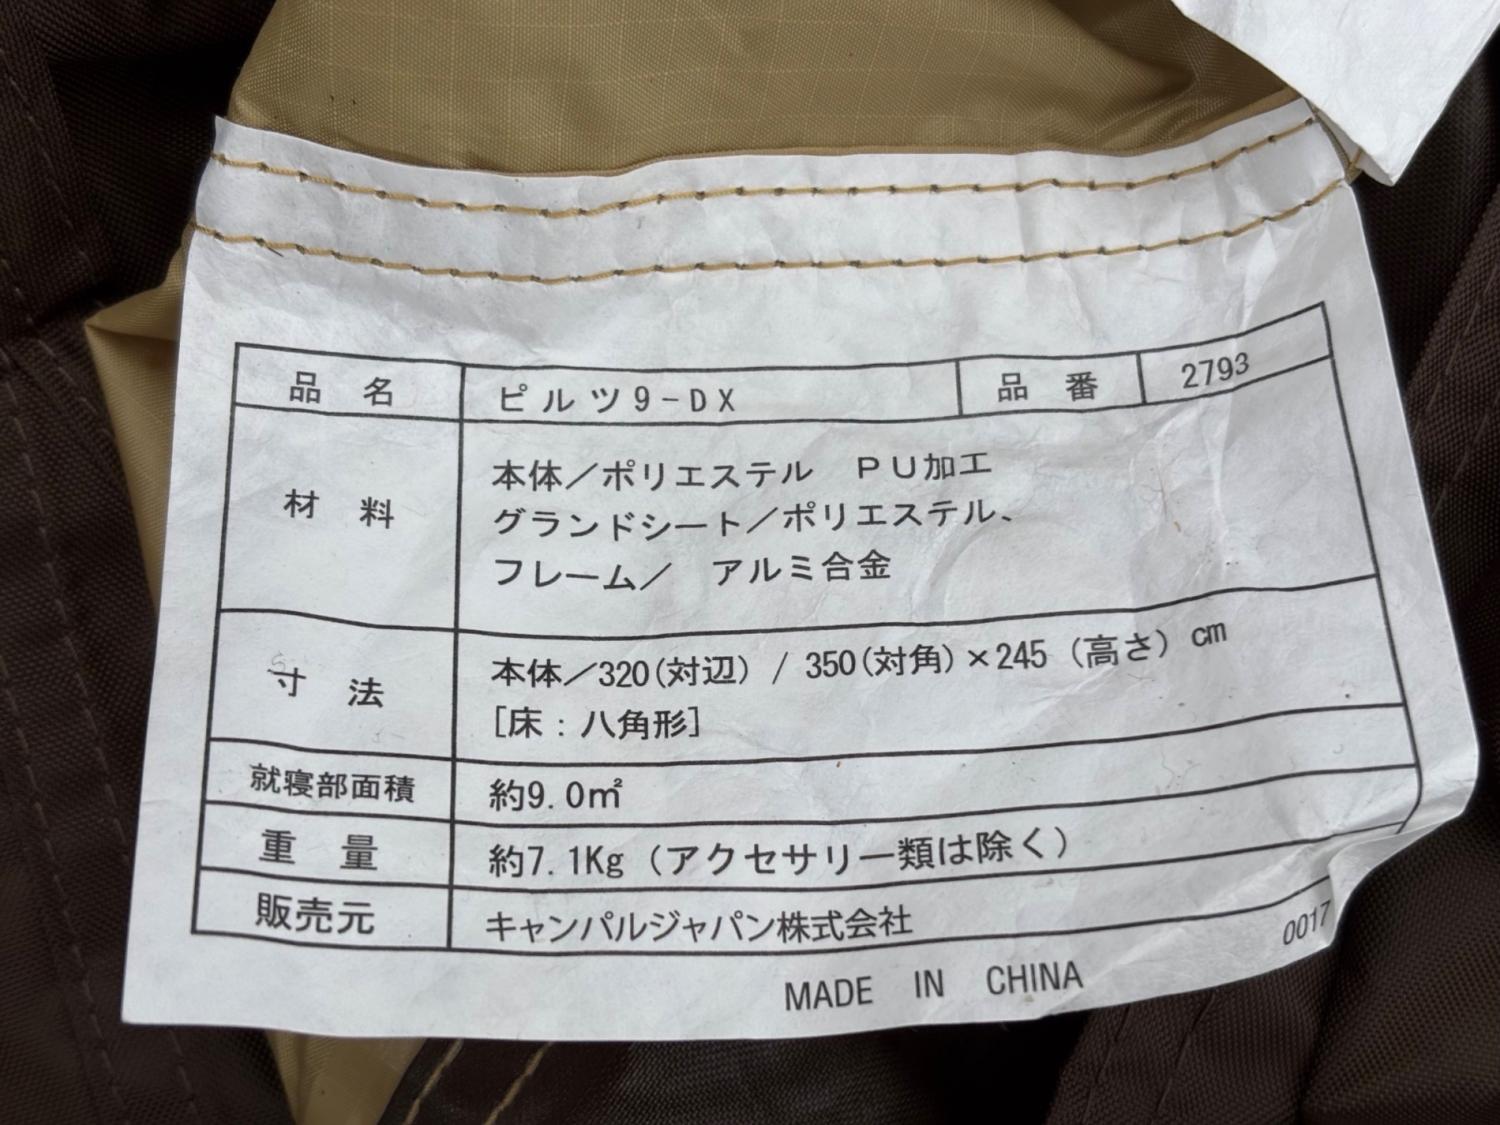 品 名 ピルツ9-DX 品 番 2793
材 料 本体／ポリエステル PU加工
グランドシート／ポリエステル、
フレーム／ アルミ合金
寸 法 本体／320(対辺) / 350(対角)×245 (高さ) cm
[床：八角形]
就寝部面積 約9.0㎡
重 量 約7.1Kg (アクセサリー類は除く)
販売元 キャンパルジャパン株式会社
0017
MADE IN CHINA